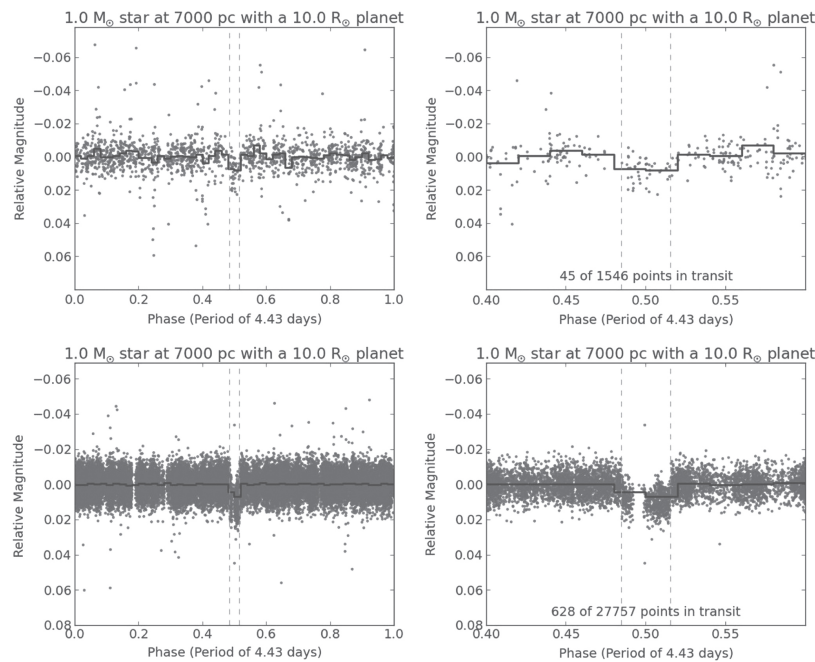 1.0 M☉ star at 7000 pc with a 10.0 R☉ planet
−0.06
−0.04
−0.02
0.00
0.02
0.04
0.06
Relative Magnitude
0.0 0.2 0.4 0.6 0.8 1.0
Phase (Period of 4.43 days)
1.0 M☉ star at 7000 pc with a 10.0 R☉ planet
−0.06
−0.04
−0.02
0.00
0.02
0.04
0.06
Relative Magnitude
45 of 1546 points in transit
0.40 0.45 0.50 0.55
Phase (Period of 4.43 days)
1.0 M☉ star at 7000 pc with a 10.0 R☉ planet
−0.06
−0.04
−0.02
0.00
0.02
0.04
0.06
0.08
Relative Magnitude
0.0 0.2 0.4 0.6 0.8 1.0
Phase (Period of 4.43 days)
1.0 M☉ star at 7000 pc with a 10.0 R☉ planet
−0.06
−0.04
−0.02
0.00
0.02
0.04
0.06
0.08
Relative Magnitude
628 of 27757 points in transit
0.40 0.45 0.50 0.55
Phase (Period of 4.43 days)